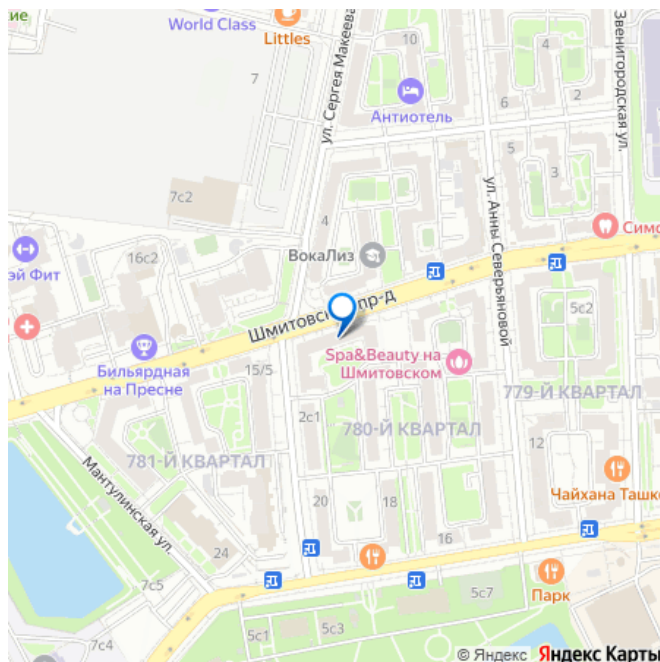 World Class
Littles
ул. Сергея Макеева
Звенигородская ул.
7
10
4
2
6
Антиотель
5
3
ул. Анны Северьяновой
7с2
4
16с2
ВокаЛиз
эй Фит
Шмитовск
пр-д
5с2
Бильярдная
на Пресне
Spa&Beauty на
Шмитовском
15/5
779-Й КВАРТАЛ
2с1
780-Й КВАРТАЛ
781-Й КВАРТАЛ
12
Чайхана Ташк
Мантулинская ул.
20
18
16
24
7с5
5с7
Парк
5с3
5с1
7с4
© Яндекс Яндекс Карты